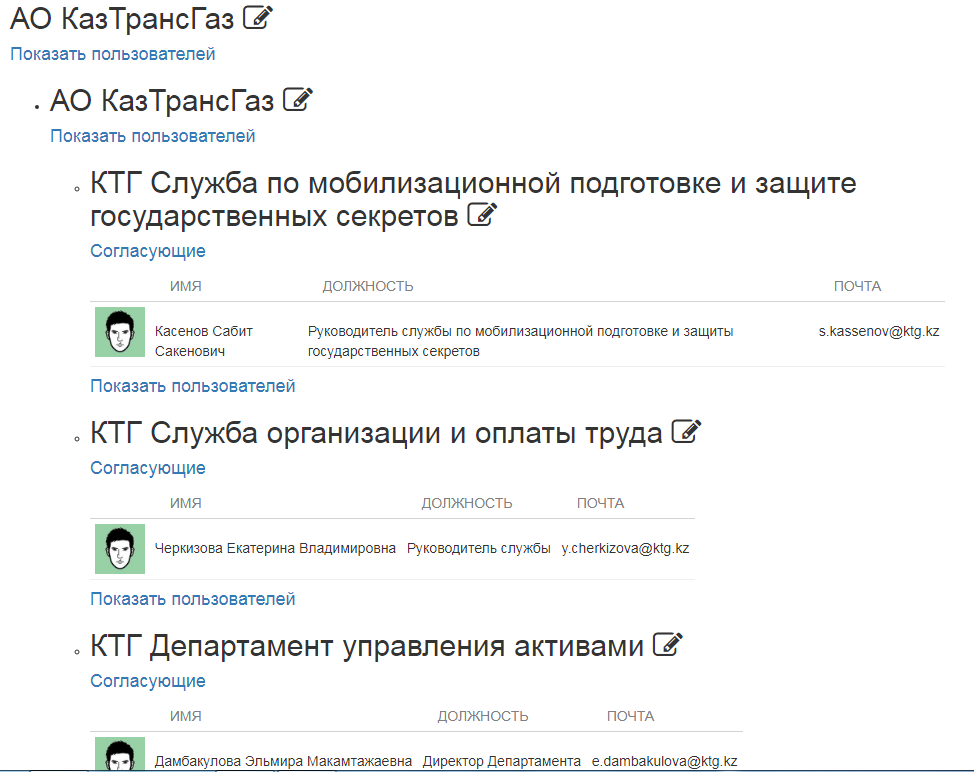 АО КазТрансГаз
Показать пользователей
АО КазТрансГаз
Показать пользователей
КТГ Служба по мобилизационной подготовке и защите
государственных секретов
Согласующие
ИМЯ ДОЛЖНОСТЬ ПОЧТА
Касенов Сабит Руководитель службы по мобилизационной подготовке и защиты s.kassenov@ktg.kz
Сакенович государственных секретов
Показать пользователей
КТГ Служба организации и оплаты труда
Согласующие
ИМЯ ДОЛЖНОСТЬ ПОЧТА
Черкизова Екатерина Владимировна Руководитель службы y.cherkizova@ktg.kz
Показать пользователей
КТГ Департамент управления активами
Согласующие
ИМЯ ДОЛЖНОСТЬ ПОЧТА
Дамбакулова Эльмира Макамтажаевна Директор Департамента e.dambakulova@ktg.kz